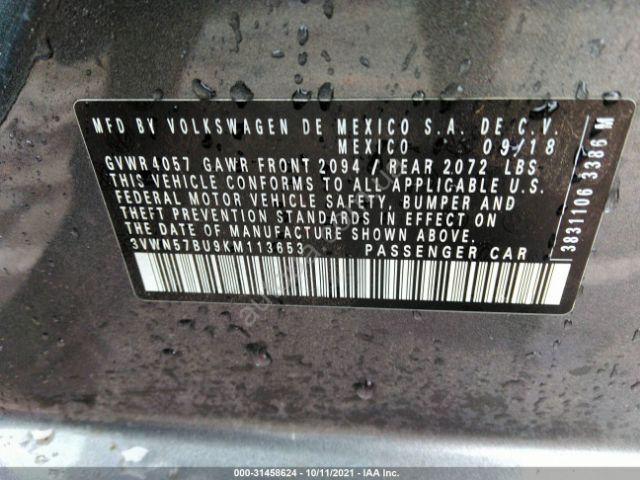 MFD BY VOLKSWAGEN DE MEXICO S.A. DE C.V.
MEXICO 09/18
GVWR 4057 GAWR FRONT 2094 / REAR 2072 LBS
THIS VEHICLE CONFORMS TO ALL APPLICABLE U.S.
FEDERAL MOTOR VEHICLE SAFETY, BUMPER AND
THEFT PREVENTION STANDARDS IN EFFECT ON
THE DATE OF MANUFACTURE SHOWN ABOVE.
3VWN57BU9KM113653 PASSENGER CAR
3831106 3386 M
000-31458624 - 10/11/2021 - IAA Inc.